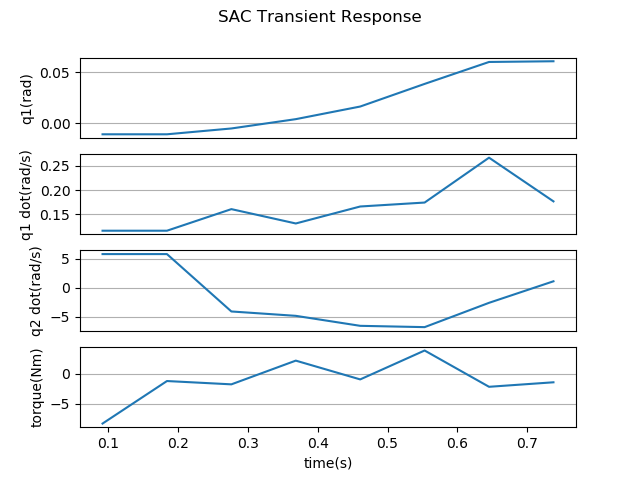 SAC Transient Response
q1(rad)
0.05
0.00
q1 dot(rad/s)
0.25
0.20
0.15
q2 dot(rad/s)
5
0
−5
torque(Nm)
0
−5
0.1 0.2 0.3 0.4 0.5 0.6 0.7
time(s)